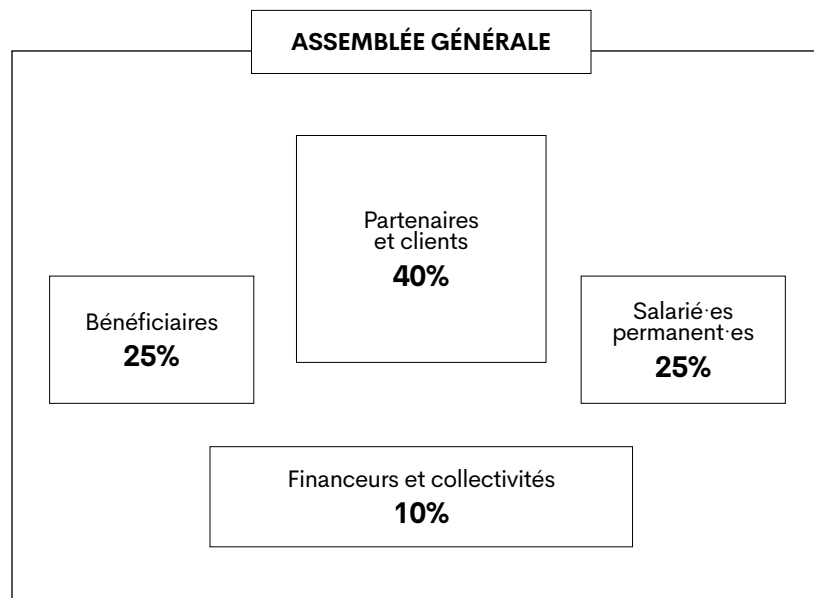 ASSEMBLÉE GÉNÉRALE
Partenaires
et clients
40%
Bénéficiaires
25%
Salarié·es
permanent·es
25%
Financeurs et collectivités
10%